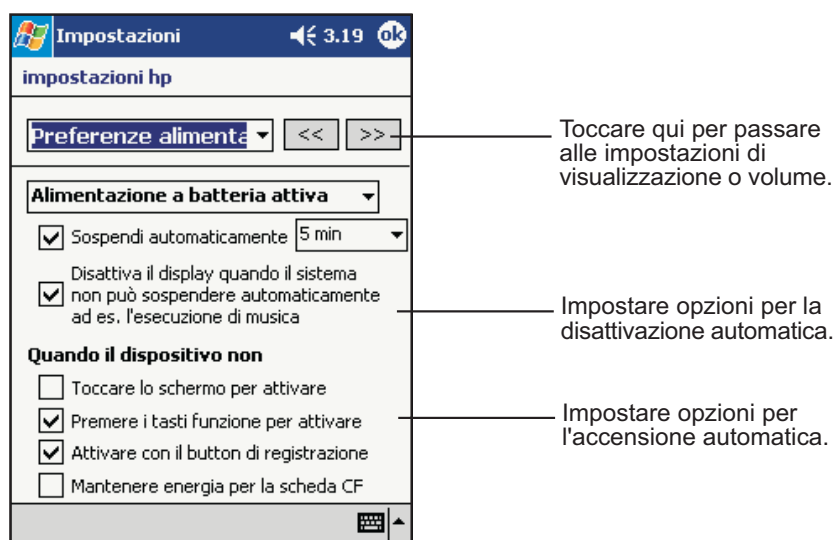 Impostazioni
3.19
ok
impostazioni hp
Preferenze alimenta
<<
>>
Toccare qui per passare
alle impostazioni di
visualizzazione o volume.
Alimentazione a batteria attiva
Sospendi automaticamente
5 min
Disattiva il display quando il sistema
non può sospendere automaticamente
ad es. l'esecuzione di musica
Impostare opzioni per la
disattivazione automatica.
Quando il dispositivo non
Toccare lo schermo per attivare
Premere i tasti funzione per attivare
Attivare con il button di registrazione
Mantenere energia per la scheda CF
Impostare opzioni per
l'accensione automatica.